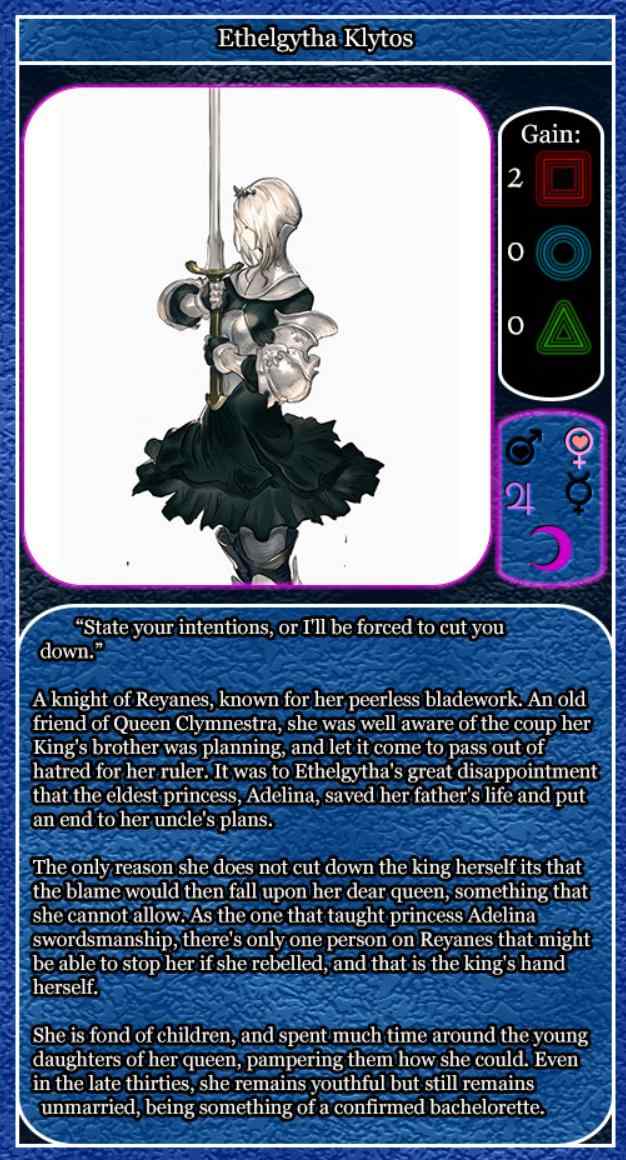 Ethelgytha Klytos
Gain:
2
0
0
“State your intentions, or I'll be forced to cut you
down.”
A knight of Reyanes, known for her peerless bladework. An old
friend of Queen Clymnestra, she was well aware of the coup her
King's brother was planning, and let it come to pass out of
hatred for her ruler. It was to Ethelgytha's great disappointment
that the eldest princess, Adelina, saved her father's life and put
an end to her uncle's plans.
The only reason she does not cut down the king herself its that
the blame would then fall upon her dear queen, something that
she cannot allow. As the one that taught princess Adelina
swordsmanship, there's only one person on Reyanes that might
be able to stop her if she rebelled, and that is the king's hand
herself.
She is fond of children, and spent much time around the young
daughters of her queen, pampering them how she could. Even
in the late thirties, she remains youthful but still remains
unmarried, being something of a confirmed bachelorette.